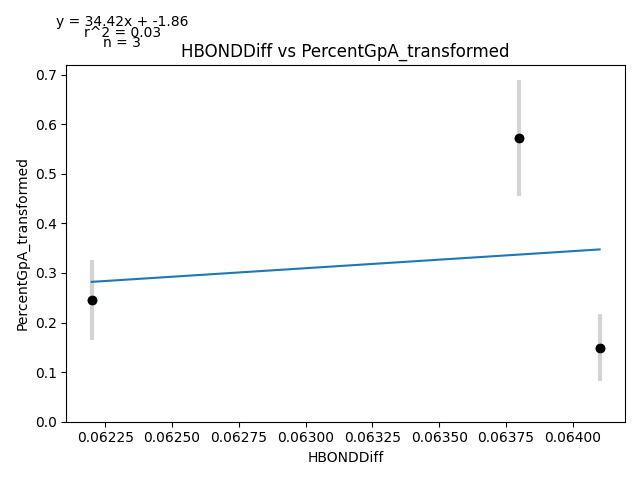 y = 34.42x + -1.86
r^2 = 0.03
n = 3
HBONDDiff vs PercentGpA_transformed
PercentGpA_transformed
0.7
0.6
0.5
0.4
0.3
0.2
0.1
0.0
0.06225 0.06250 0.06275 0.06300 0.06325 0.06350 0.06375 0.06400
HBONDDiff